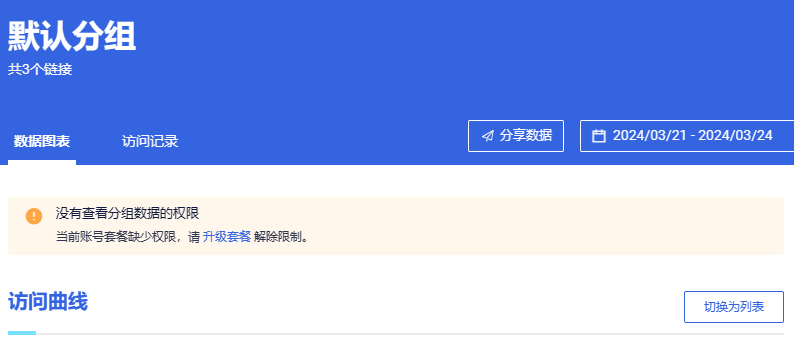 默认分组
共3个链接
数据图表 访问记录 分享数据 2024/03/21 - 2024/03/24
没有查看分组数据的权限
当前账号套餐缺少权限，请 升级套餐 解除限制。
访问曲线 切换为列表